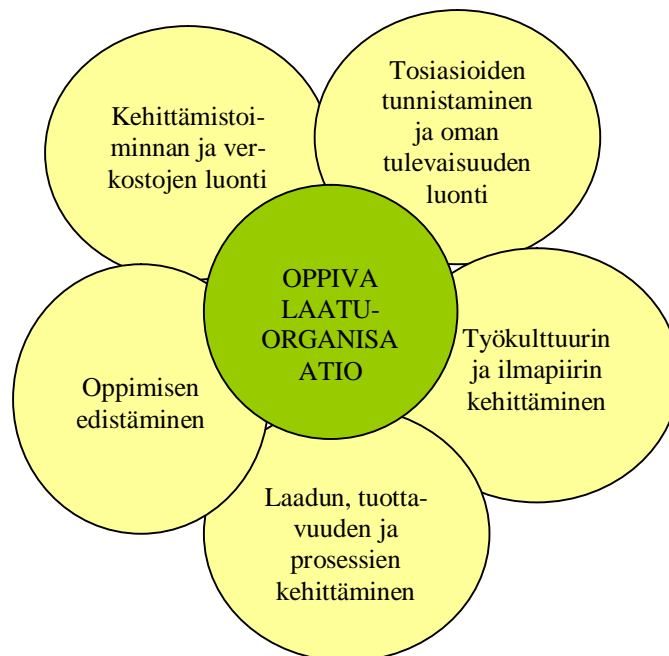 Tosiasioiden
tunnistaminen
ja oman
tulevaisuuden
luonti
Kehittämistoi-
minnan ja ver-
kostojen luonti
OPPIVA
LAATU-
ORGANISA
ATIO
Työkulttuurin
ja ilmapiirin
kehittäminen
Oppimisen
edistäminen
Laadun, tuotta-
vuuden ja
prosessien
kehittäminen